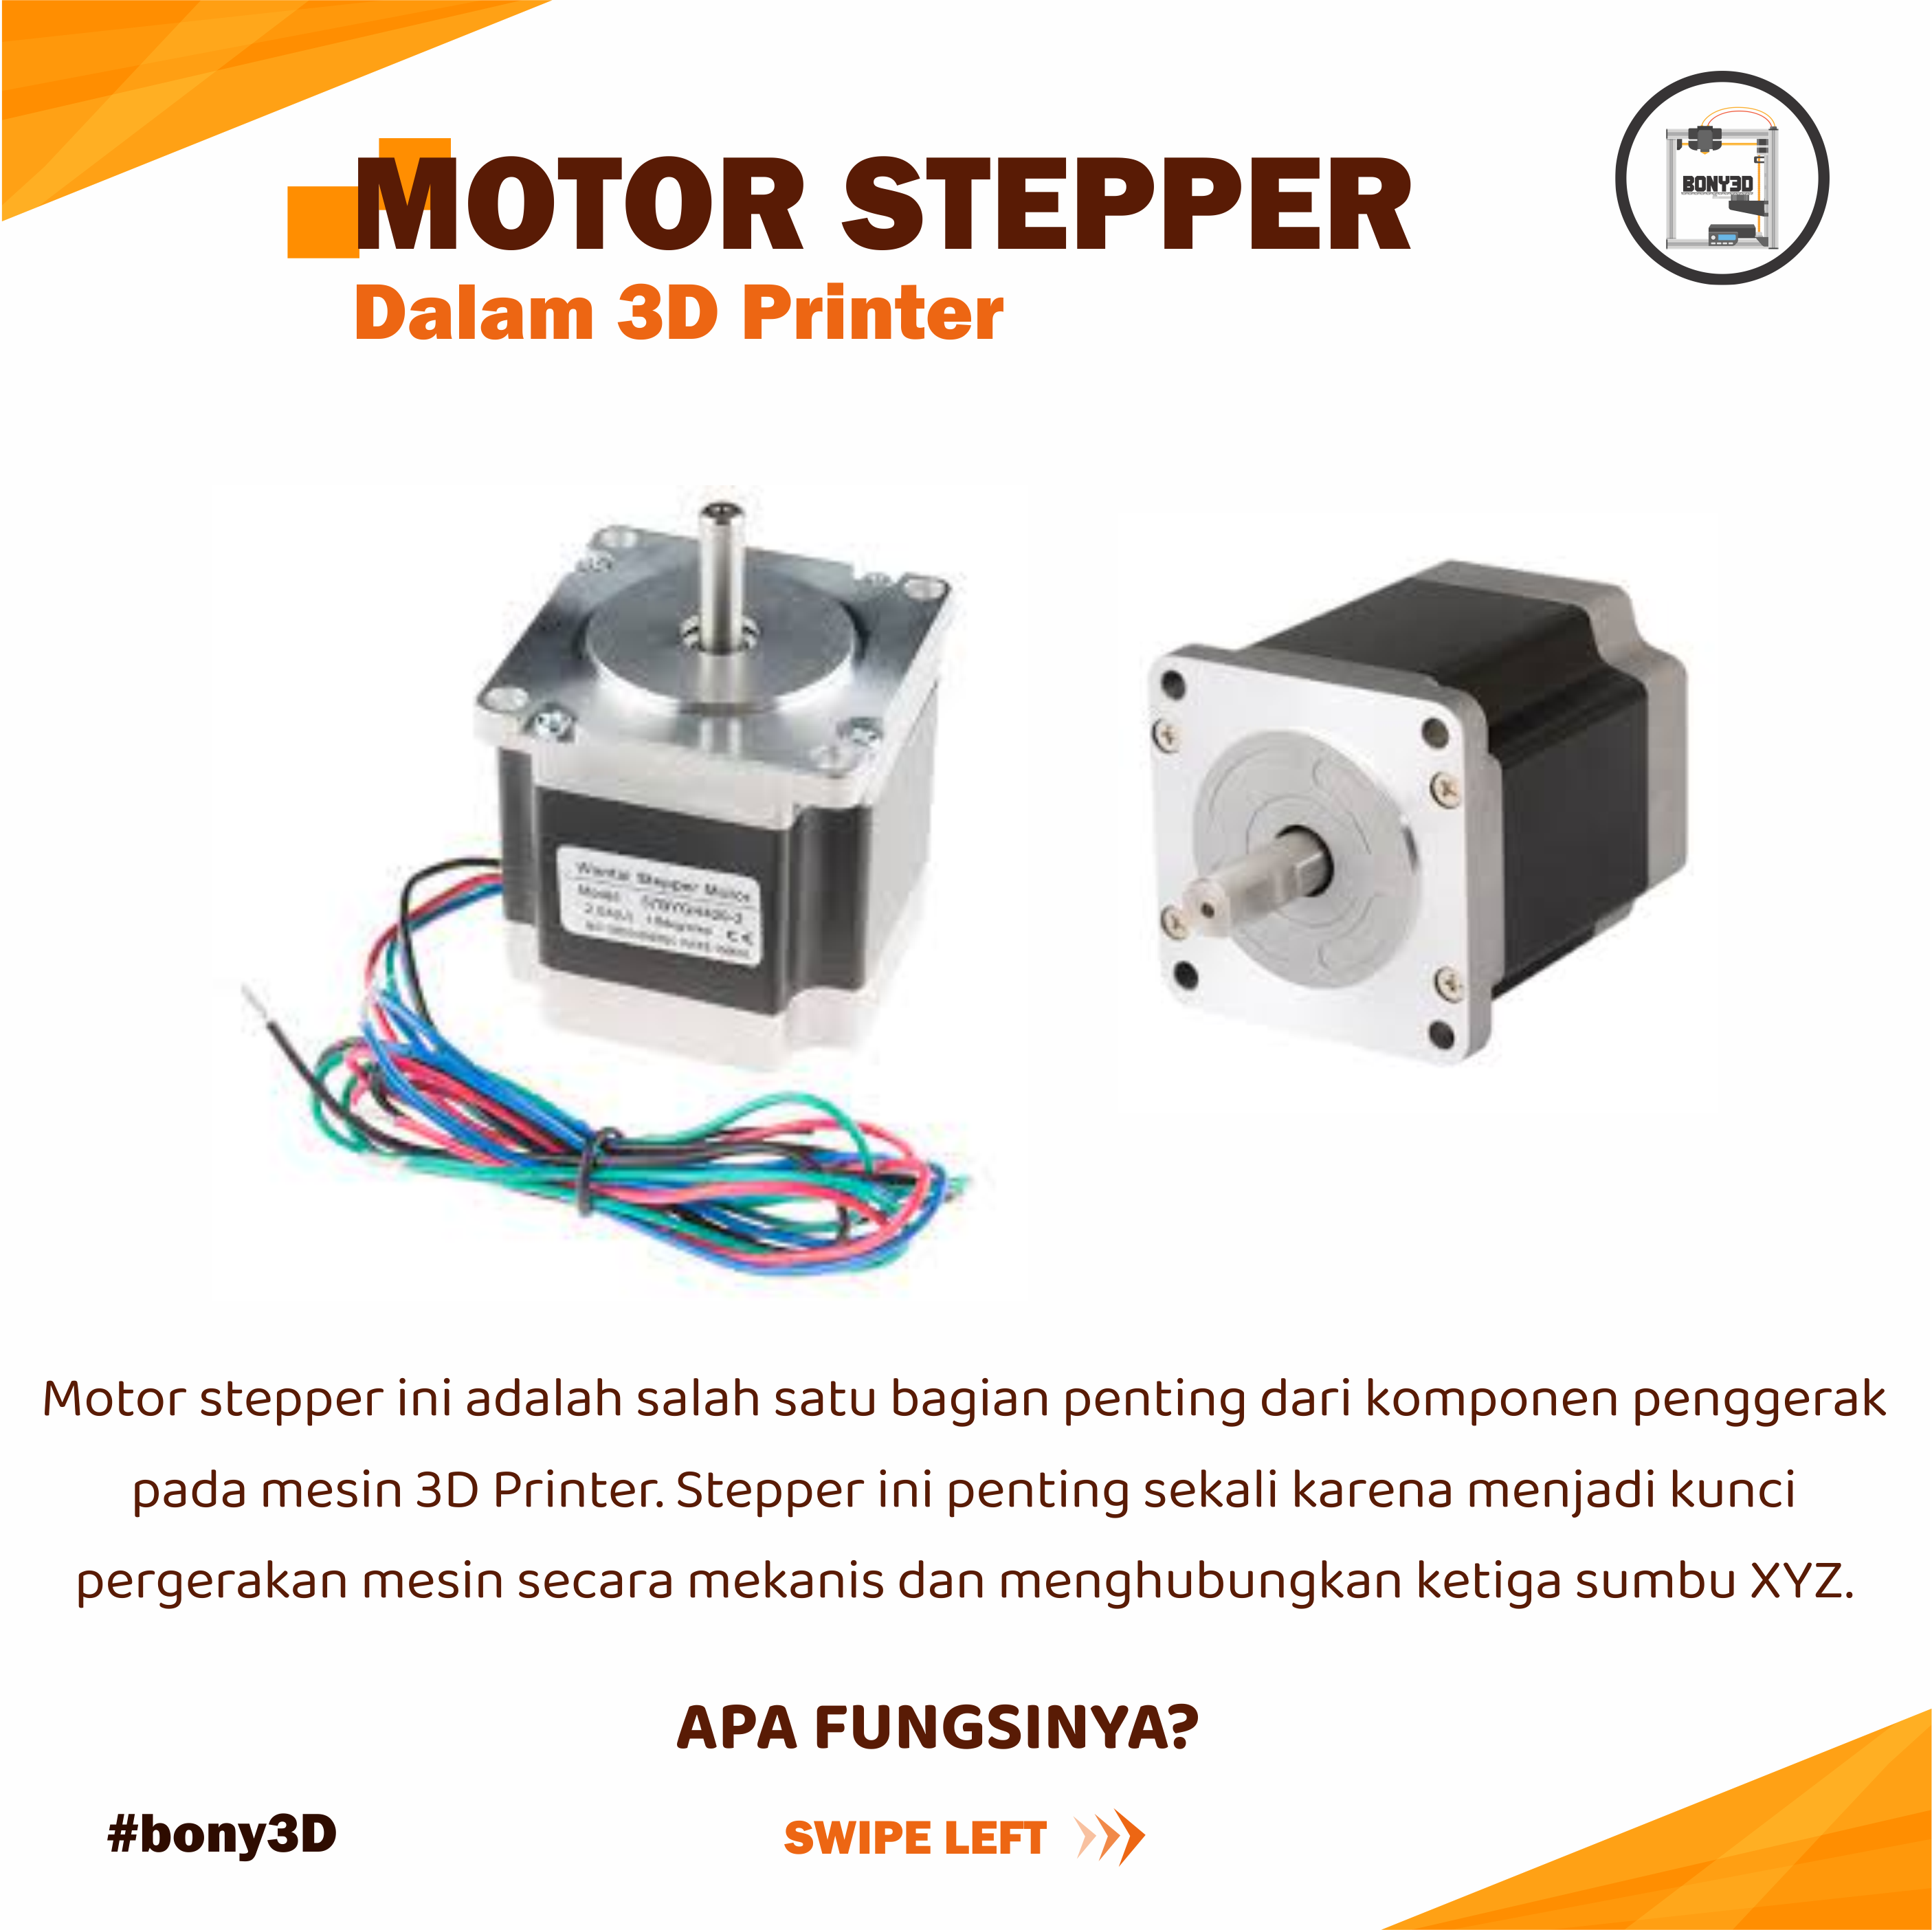 MOTOR STEPPER
Dalam 3D Printer
BONY3D
Wantai Stepper Motor
Model
Motor stepper ini adalah salah satu bagian penting dari komponen penggerak
pada mesin 3D Printer. Stepper ini penting sekali karena menjadi kunci
pergerakan mesin secara mekanis dan menghubungkan ketiga sumbu XYZ.
APA FUNGSINYA?
#bony3D
SWIPE LEFT